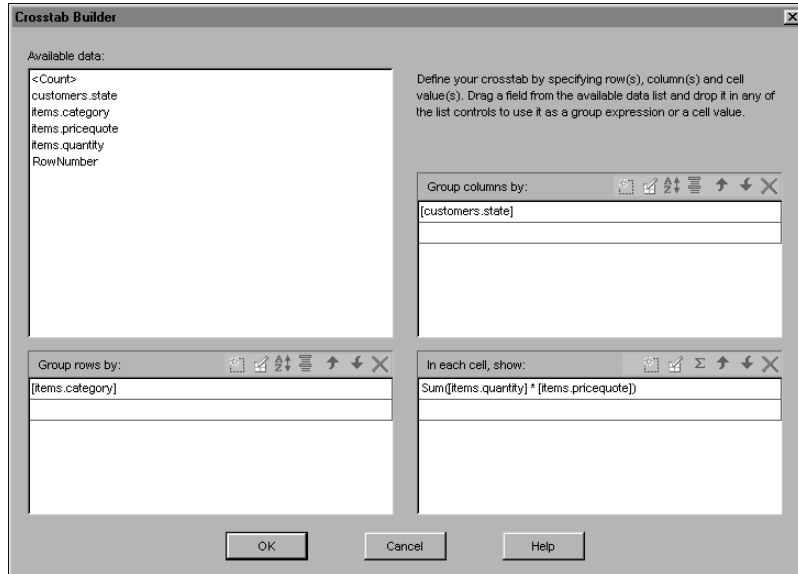 Crosstab Builder
Available data:
<Count>
customers.state
items.category
items.pricequote
items.quantity
RowNumber
Define your crosstab by specifying row(s), column(s) and cell
value(s). Drag a field from the available data list and drop it in any of
the list controls to use it as a group expression or a cell value.
Group columns by:
[customers.state]
Group rows by:
[items.category]
In each cell, show:
Sum([items.quantity] * [items.pricequote])
OK
Cancel
Help